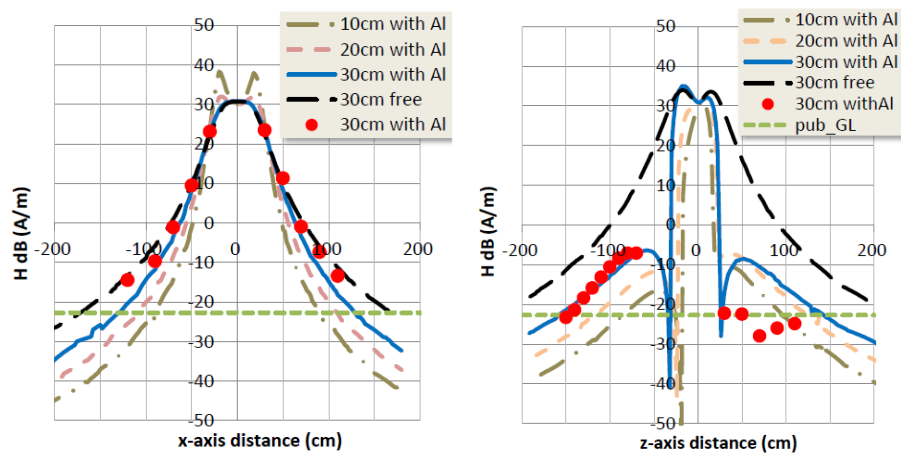 50
40
30
20
10
0
-10
-20
-30
-40
-50
-200
-100
0
100
200
H dB (A/m)
x-axis distance (cm)
10cm with Al
20cm with Al
30cm with Al
30cm free
30cm with Al
50
40
30
20
10
0
-10
-20
-30
-40
-50
-200
-100
0
100
200
H dB (A/m)
z-axis distance (cm)
10cm with Al
20cm with Al
30cm with Al
30cm free
30cm withAl
pub_GL